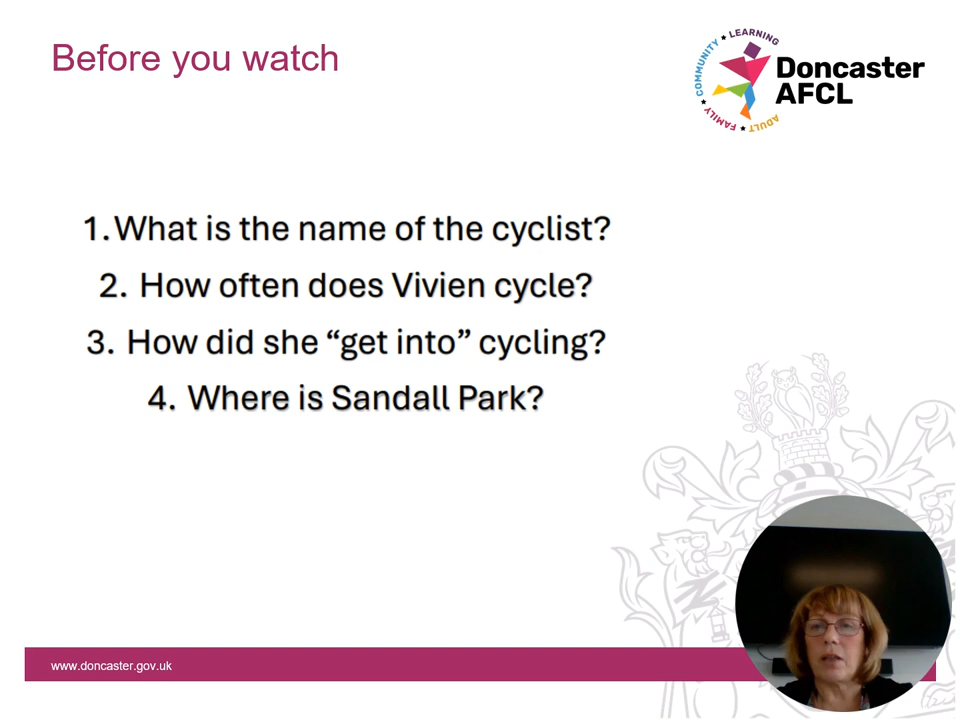 Before you watch
COMMUNITY ★ LEARNING
FAMILY ★ ADULT
Doncaster
AFCL
1. What is the name of the cyclist?
2. How often does Vivien cycle?
3. How did she “get into” cycling?
4. Where is Sandall Park?
www.doncaster.gov.uk